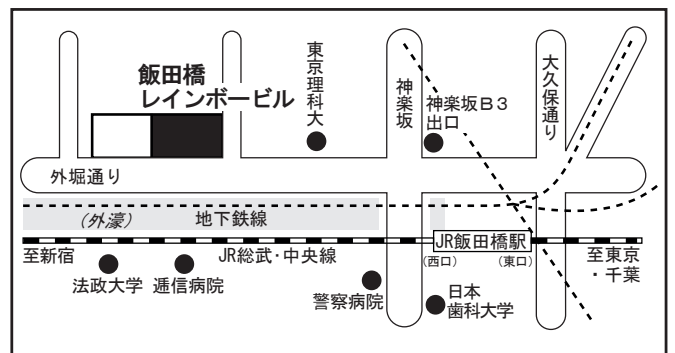 飯田橋
レインボービル
東京理科大
神楽坂
神楽坂B3
出口
大久保通り
外堀通り
(外濠)
地下鉄線
JR飯田橋駅
(西口)
(東口)
至新宿
JR総武・中央線
至東京
・千葉
法政大学
逓信病院
警察病院
日本
歯科大学